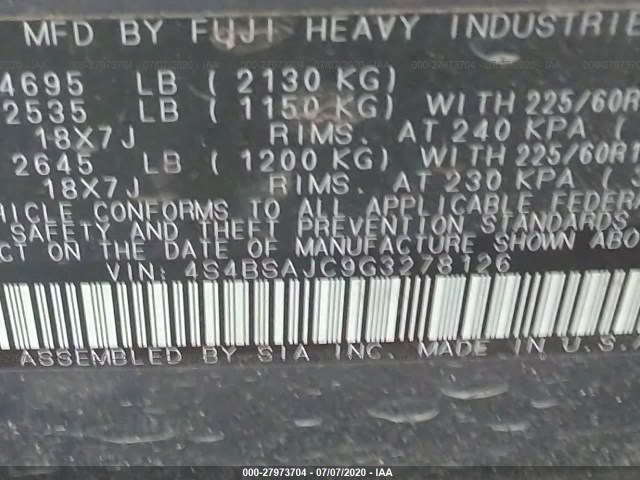 MFD BY FUJI HEAVY INDUSTRIE
4695 LB ( 2130 KG)
2535 LB ( 1150 KG) WITH 225/60R
18X7J RIMS. AT 240 KPA (
2645 LB ( 1200 KG) WITH 225/60R1
18X7J RIMS. AT 230 KPA (
HICLE CONFORMS TO ALL APPLICABLE FEDER
SAFETY AND THEFT PREVENTION STANDARDS
CT ON THE DATE OF MANUFACTURE SHOWN ABO
VIN: 4S4BSAJC9G3278126
ASSEMBLED BY SIA INC. MADE IN U.S.A
000-27973704 - 07/07/2020 - IAA